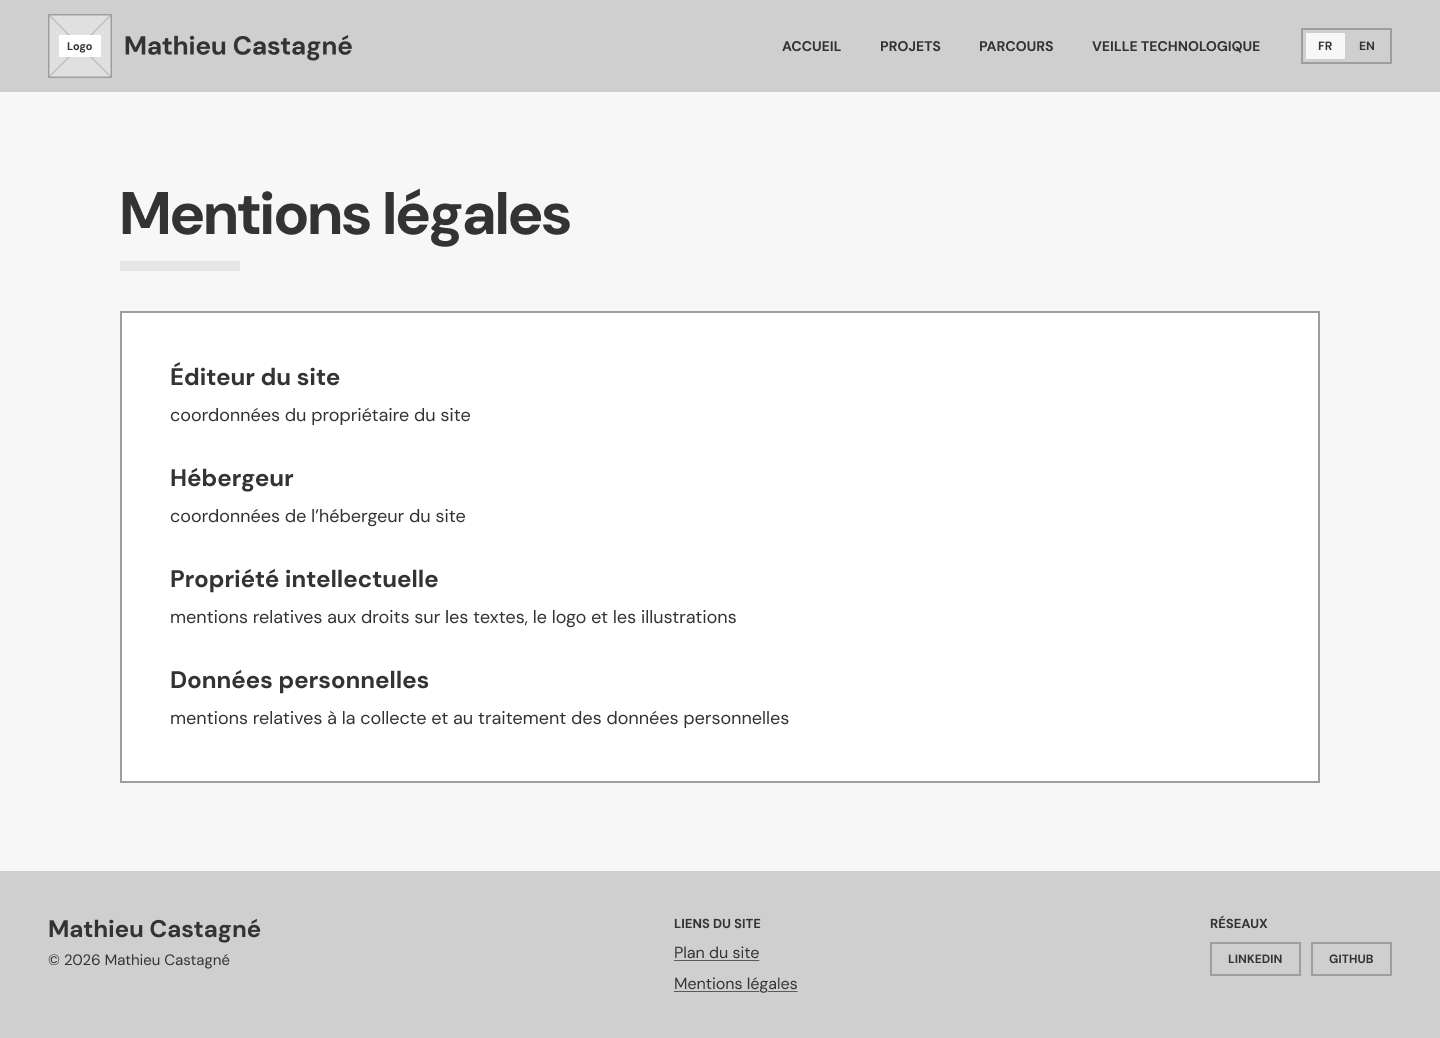 Logo
Mathieu Castagné
ACCUEIL
PROJETS
PARCOURS
VEILLE TECHNOLOGIQUE
FR
EN
Mentions légales
Éditeur du site
coordonnées du propriétaire du site
Hébergeur
coordonnées de l’hébergeur du site
Propriété intellectuelle
mentions relatives aux droits sur les textes, le logo et les illustrations
Données personnelles
mentions relatives à la collecte et au traitement des données personnelles
Mathieu Castagné
© 2026 Mathieu Castagné
LIENS DU SITE
Plan du site
Mentions légales
RÉSEAUX
LINKEDIN
GITHUB